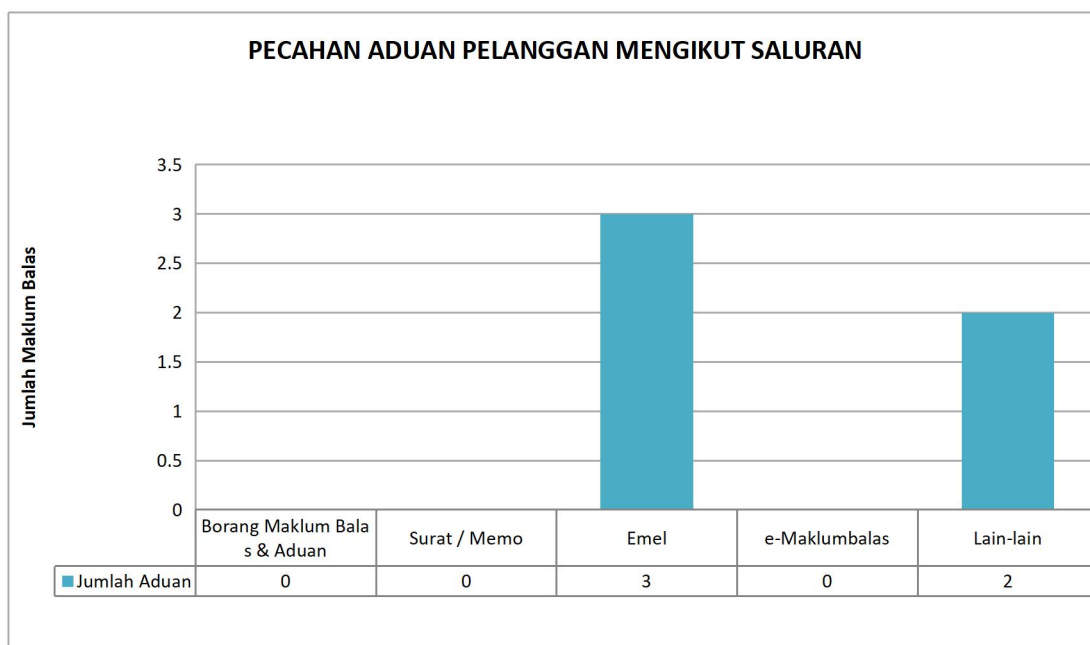 PECAHAN ADUAN PELANGGAN MENGIKUT SALURAN
Jumlah Maklum Balas
3.5
3
2.5
2
1.5
1
0.5
0
Borang Maklum Bala
s & Aduan
Surat / Memo
Emel
e-Maklumbalas
Lain-lain
Jumlah Aduan 0 0 3 0 2